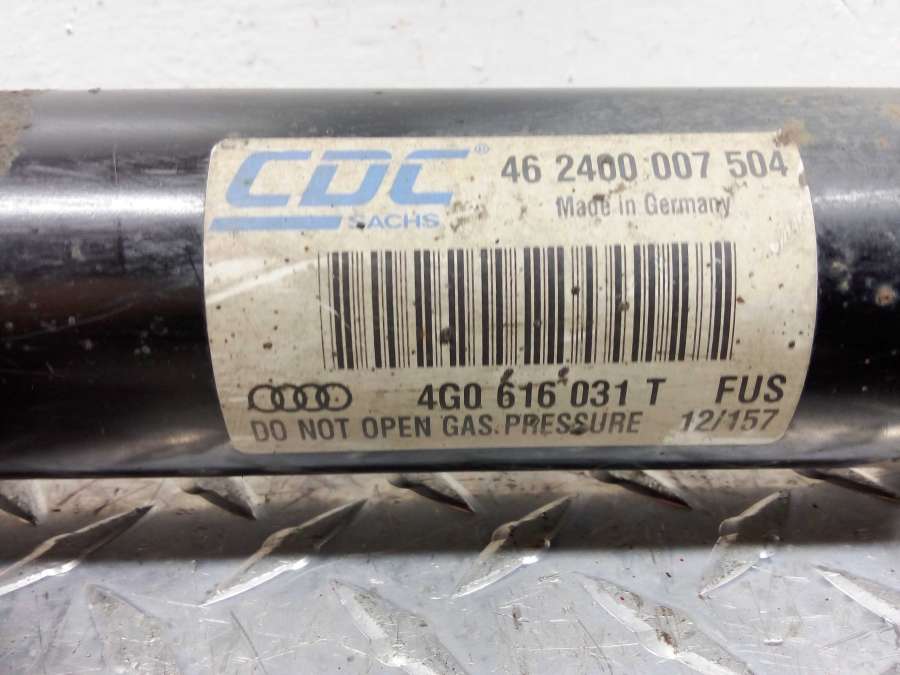 CDC® 46 2400 007 504
SACHS Made in Germany
4G0 616 031 T FUS
DO NOT OPEN GAS PRESSURE 12/157